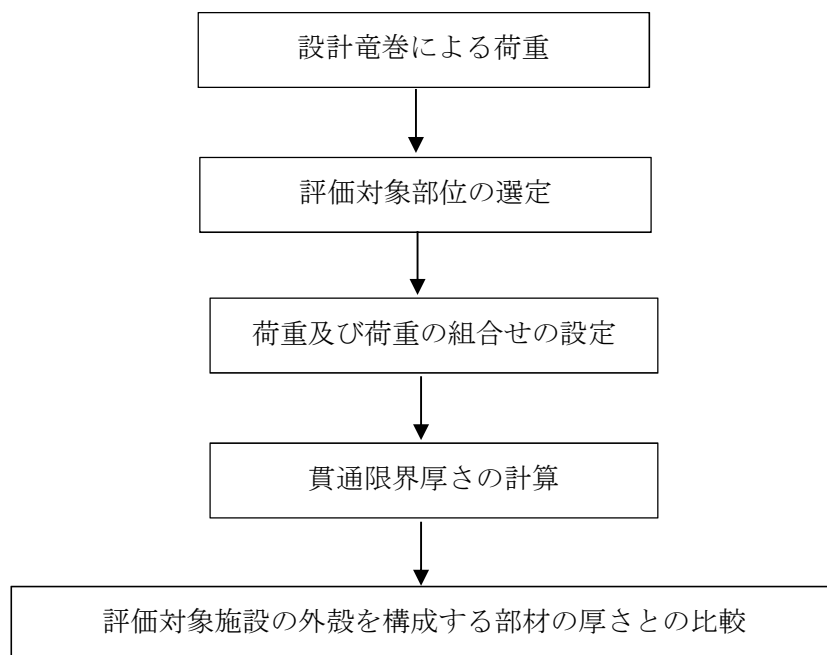 設計竜巻による荷重
評価対象部位の選定
荷重及び荷重の組合せの設定
貫通限界厚さの計算
評価対象施設の外殻を構成する部材の厚さとの比較